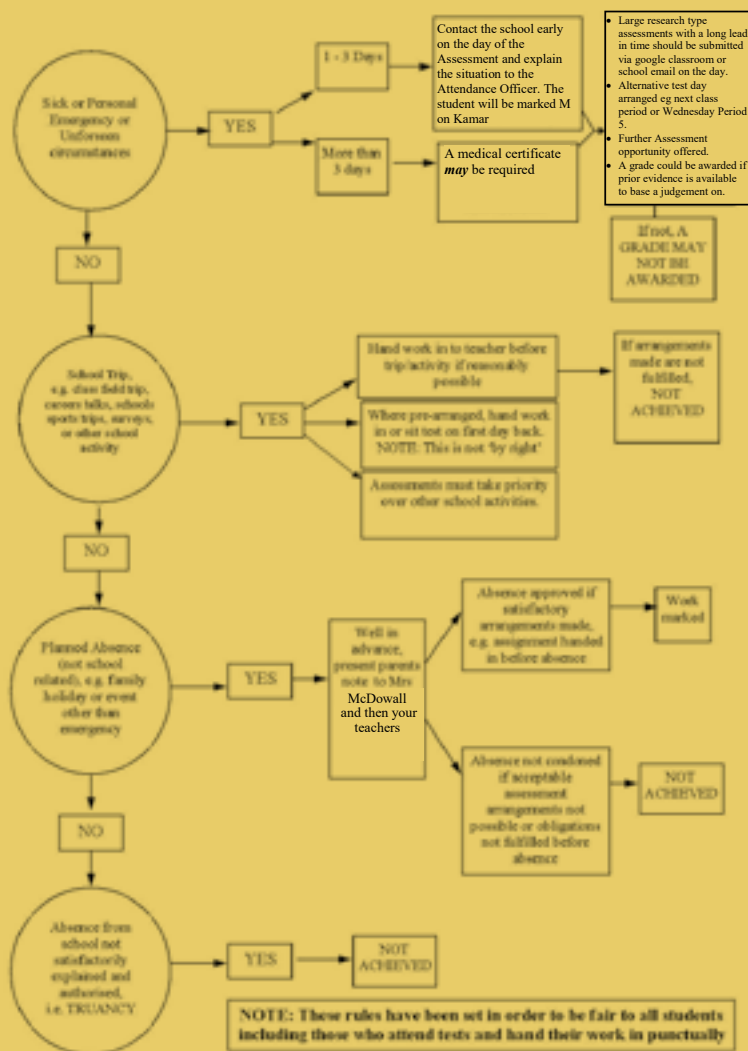 Sick or Personal
Emergency or
Unforeseen
circumstances
YES
1 - 3 Days
Contact the school early
on the day of the
Assessment and explain
the situation to the
Attendance Officer. The
student will be marked M
on Kamar
More than
3 days
A medical certificate
may be required
• Large research type
assessments with a long lead
in time should be submitted
via google classroom or
school email on the day.
• Alternative test day
arranged eg next class
period or Wednesday Period
5.
• Further Assessment
opportunity offered.
• A grade could be awarded if
prior evidence is available
to base a judgement on.
If not, A
GRADE MAY
NOT BE
AWARDED
NO
School Trip,
e.g. class field trip,
careers talks, schools
sports trips, surveys,
or other school
activity
YES
Hand work in to teacher before
trip/activity if reasonably
possible
If arrangements
made are not
fulfilled,
NOT
ACHIEVED
Where pre-arranged, hand work
in or sit test on first day back.
NOTE: This is not 'by right'
Assessments must take priority
over other school activities.
NO
Planned Absence
(not school
related), e.g. family
holiday or event
other than
emergency
YES
Well in
advance,
present parents
note to Mrs
McDowall
and then your
teachers
Absence approved if
satisfactory
arrangements made,
e.g. assignment handed
in before absence
Work
marked
Absence not condoned
if acceptable
assessment
arrangements not
possible or obligations
not fulfilled before
absence
NOT
ACHIEVED
NO
Absence from
school not
satisfactorily
explained and
authorised,
i.e. TRUANCY
YES
NOT
ACHIEVED
NOTE: These rules have been set in order to be fair to all students
including those who attend tests and hand their work in punctually